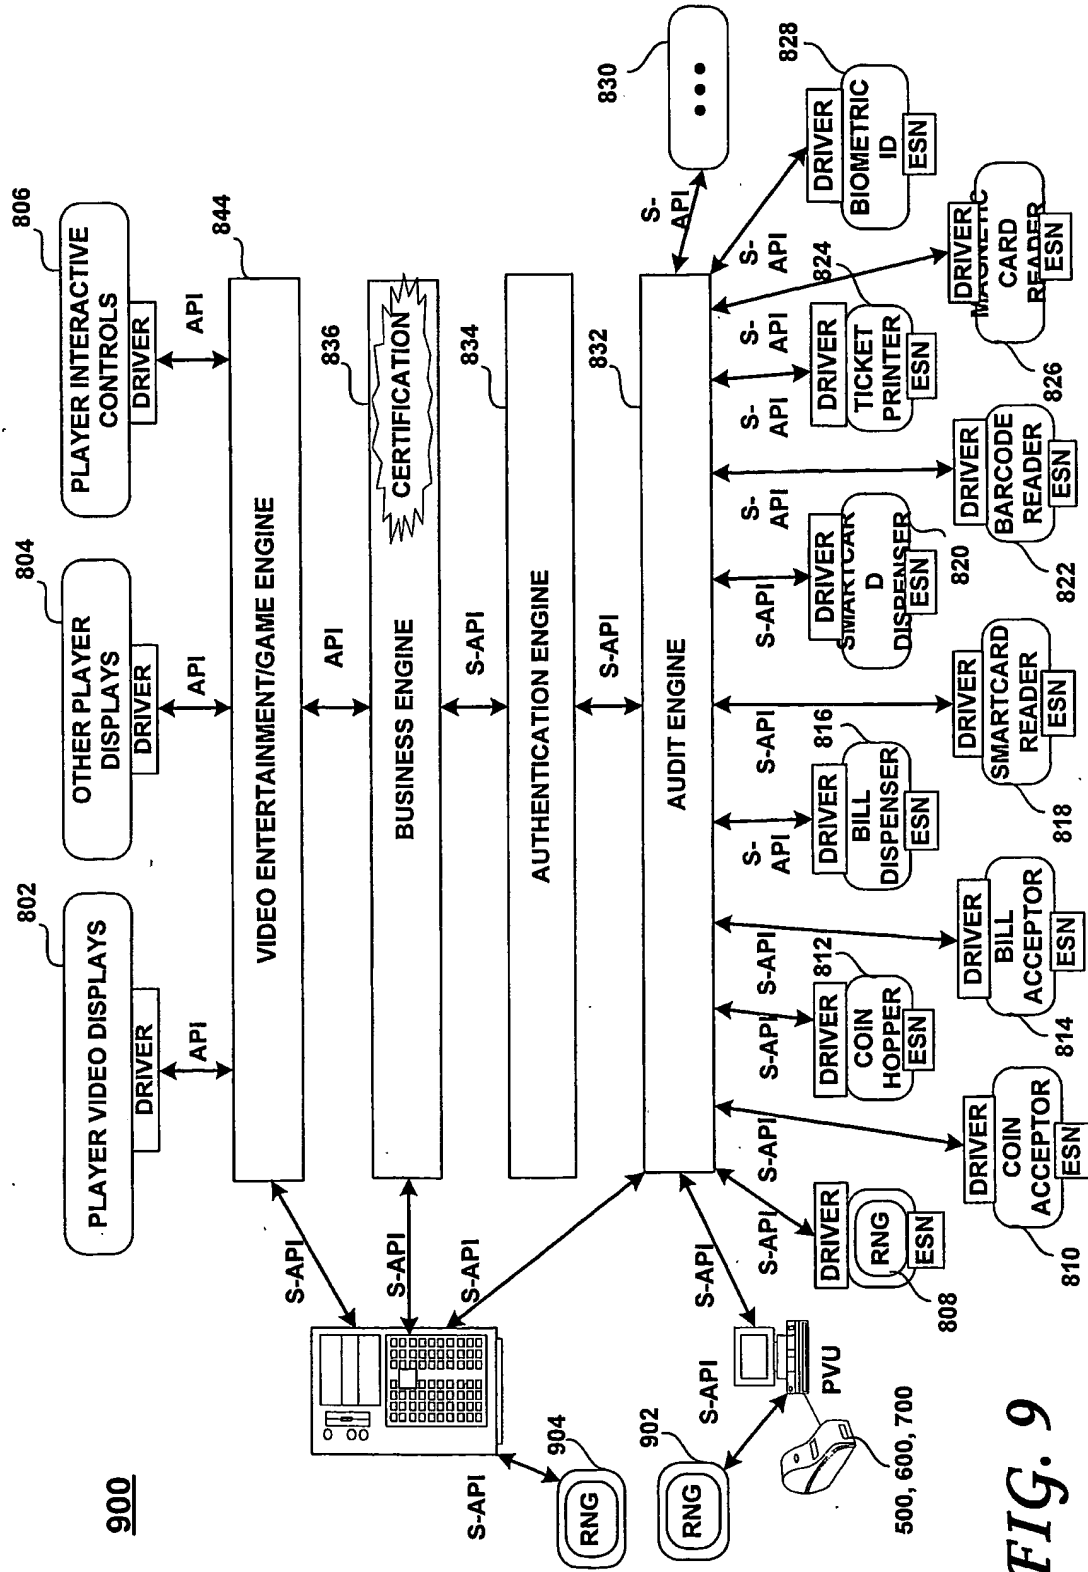 900
802
PLAYER VIDEO DISPLAYS
DRIVER
API
804
OTHER PLAYER
DISPLAYS
DRIVER
API
806
PLAYER INTERACTIVE
CONTROLS
DRIVER
API
844
VIDEO ENTERTAINMENT/GAME ENGINE
API
836
BUSINESS ENGINE
CERTIFICATION
S-API
834
AUTHENTICATION ENGINE
S-API
832
AUDIT ENGINE
S-API
S-API
S-API
S-API
904
RNG
902
RNG
S-API
S-API
PVU
500, 600, 700
S-API
DRIVER
RNG
ESN
808
S-API
DRIVER
COIN
ACCEPTOR
ESN
810
S-API
812
DRIVER
COIN
HOPPER
ESN
S-API
DRIVER
BILL
ACCEPTOR
ESN
814
S-
API
816
DRIVER
BILL
DISPENSER
ESN
S-API
DRIVER
SMARTCARD
READER
ESN
818
S-API
DRIVER
SMARTCAR
D
DISPENSER
ESN
820
S-
API
DRIVER
BARCODE
READER
ESN
822
S-
API
824
DRIVER
TICKET
PRINTER
ESN
S-
API
DRIVER
MAGNETIC
CARD
READER
ESN
826
S-
API
828
DRIVER
BIOMETRIC
ID
ESN
S-
API
830
•••
FIG. 9